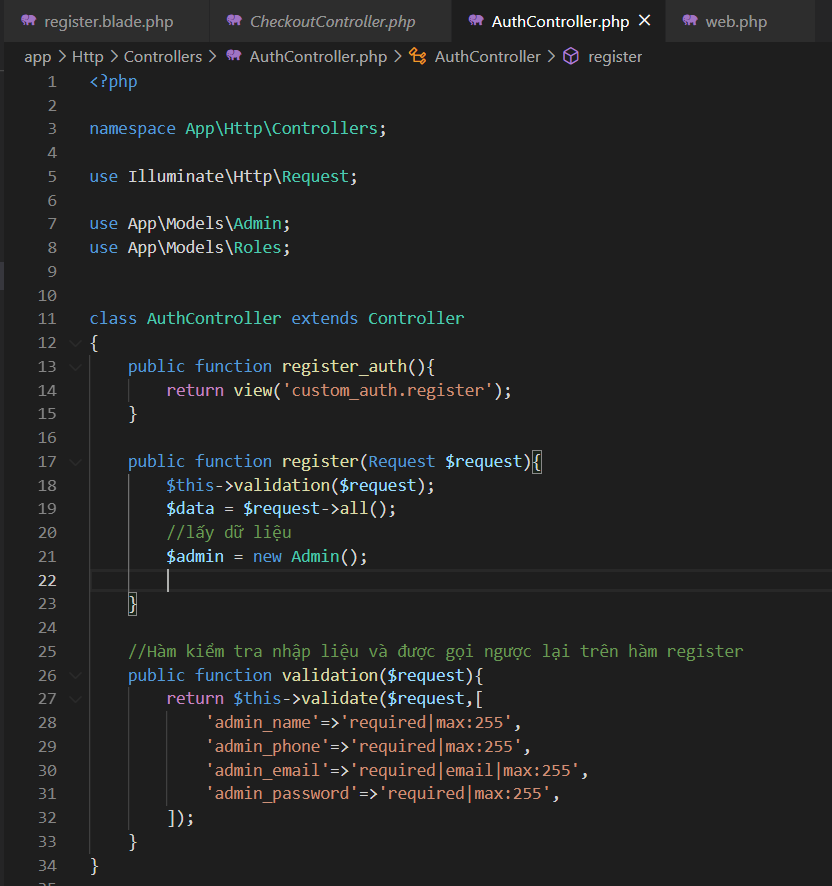 register.blade.php CheckoutController.php AuthController.php web.php
app > Http > Controllers > AuthController.php > AuthController > register
1 <?php
2
3 namespace App\Http\Controllers;
4
5 use Illuminate\Http\Request;
6
7 use App\Models\Admin;
8 use App\Models\Roles;
9
10
11 class AuthController extends Controller
12 {
13     public function register_auth(){
14         return view('custom_auth.register');
15     }
16
17     public function register(Request $request){
18         $this->validation($request);
19         $data = $request->all();
20         //lấy dữ liệu
21         $admin = new Admin();
22
23     }
24
25     //Hàm kiểm tra nhập liệu và được gọi ngược lại trên hàm register
26     public function validation($request){
27         return $this->validate($request,[
28             'admin_name'=>'required|max:255',
29             'admin_phone'=>'required|max:255',
30             'admin_email'=>'required|email|max:255',
31             'admin_password'=>'required|max:255',
32         ]);
33     }
34 }